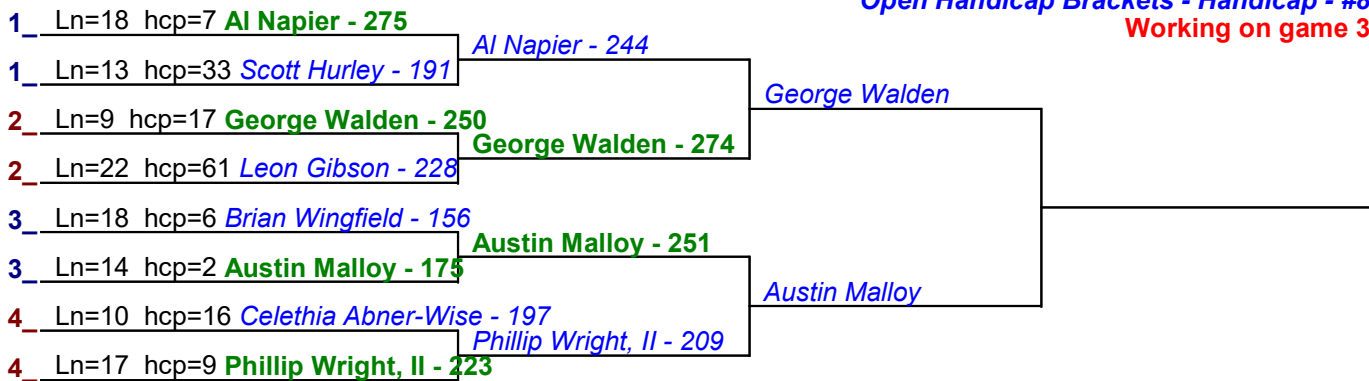 Open Handicap Brackets - Handicap - #8
Working on game 3
1_ Ln=18 hcp=7 Al Napier - 275
Al Napier - 244
1_ Ln=13 hcp=33 Scott Hurley - 191
George Walden
2_ Ln=9 hcp=17 George Walden - 250
George Walden - 274
2_ Ln=22 hcp=61 Leon Gibson - 228
3_ Ln=18 hcp=6 Brian Wingfield - 156
Austin Malloy - 251
3_ Ln=14 hcp=2 Austin Malloy - 175
Austin Malloy
4_ Ln=10 hcp=16 Celethia Abner-Wise - 197
Phillip Wright, II - 209
4_ Ln=17 hcp=9 Phillip Wright, II - 223